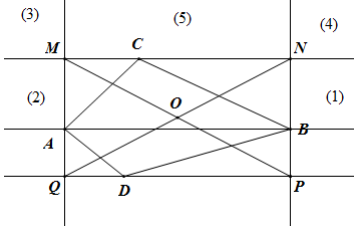 (3) (5) (4)
M C N
(2) O (1)
A B
Q D P